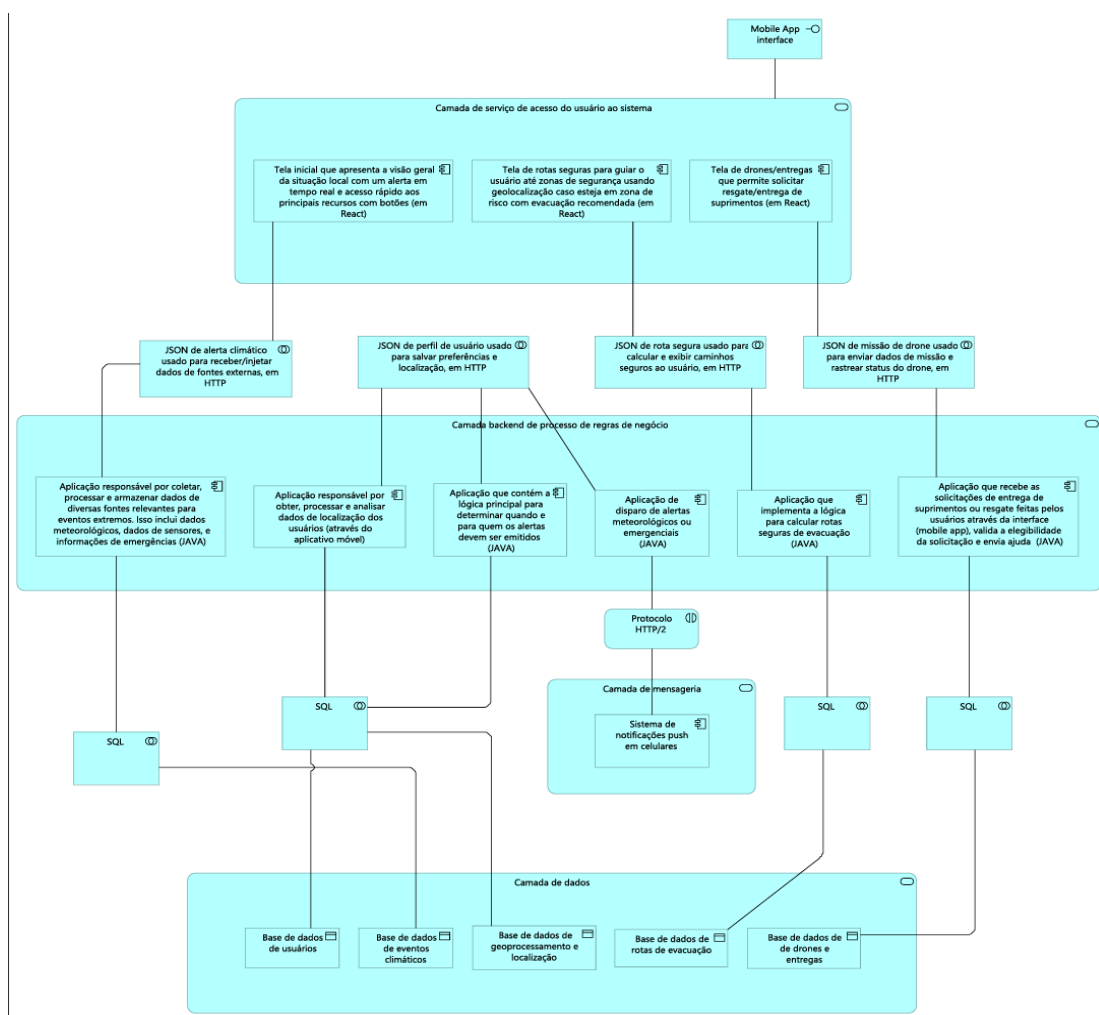 Mobile App
interface
Camada de serviço de acesso do usuário ao sistema
Tela inicial que apresenta a visão geral
da situação local com um alerta em
tempo real e acesso rápido aos
principais recursos com botões (em
React)
Tela de rotas seguras para guiar o
usuário até zonas de segurança usando
geolocalização caso esteja em zona de
risco com evacuação recomendada (em
React)
Tela de drones/entregas
que permite solicitar
resgate/entrega de
suprimentos (em React)
JSON de alerta climático
usado para receber/injetar
dados de fontes externas, em
HTTP
JSON de perfil de usuário usado
para salvar preferências e
localização, em HTTP
JSON de rota segura usado para
calcular e exibir caminhos
seguros ao usuário, em HTTP
JSON de missão de drone usado
para enviar dados de missão e
rastrear status do drone, em
HTTP
Camada backend de processo de regras de negócio
Aplicação responsável por coletar,
processar e armazenar dados de
diversas fontes relevantes para
eventos extremos. Isso inclui dados
meteorológicos, dados de sensores, e
informações de emergências (JAVA)
Aplicação responsável por
obter, processar e analisar
dados de localização dos
usuários (através do
aplicativo móvel)
Aplicação que contém a
lógica principal para
determinar quando e
para quem os alertas
devem ser emitidos
(JAVA)
Aplicação de
disparo de alertas
meteorológicos ou
emergenciais
(JAVA)
Aplicação que
implementa a lógica
para calcular rotas
seguras de evacuação
(JAVA)
Aplicação que recebe as
solicitações de entrega de
suprimentos ou resgate feitas pelos
usuários através da interface
(mobile app), valida a elegebilidade
da solicitação e envia ajuda (JAVA)
Protocolo
HTTP/2
Camada de mensageria
Sistema de
notificações push
em celulares
SQL
SQL
SQL
SQL
Camada de dados
Base de dados
de usuários
Base de dados
de eventos
climáticos
Base de dados de
geoprocessamento e
localização
Base de dados de
rotas de evacuação
Base de dados de
de drones e
entregas